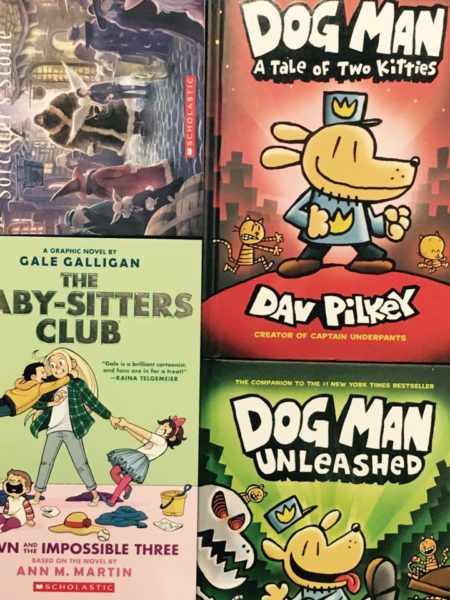 Sorcerer's Stone
SCHOLASTIC
DOG MAN
A TALE OF TWO KITTIES
DAV PILKEY
CREATOR OF CAPTAIN UNDERPANTS
A GRAPHIC NOVEL BY
GALE GALLIGAN
THE
ABY-SITTERS
CLUB
"Gale is a brilliant cartoonist,
and fans are in for a treat!"
—RAINA TELGEMEIER
WN AND THE IMPOSSIBLE THREE
BASED ON THE NOVEL BY
ANN M. MARTIN
SCHOLASTIC
THE COMPANION TO THE #1 NEW YORK TIMES BESTSELLER
DOG MAN
UNLEASHED